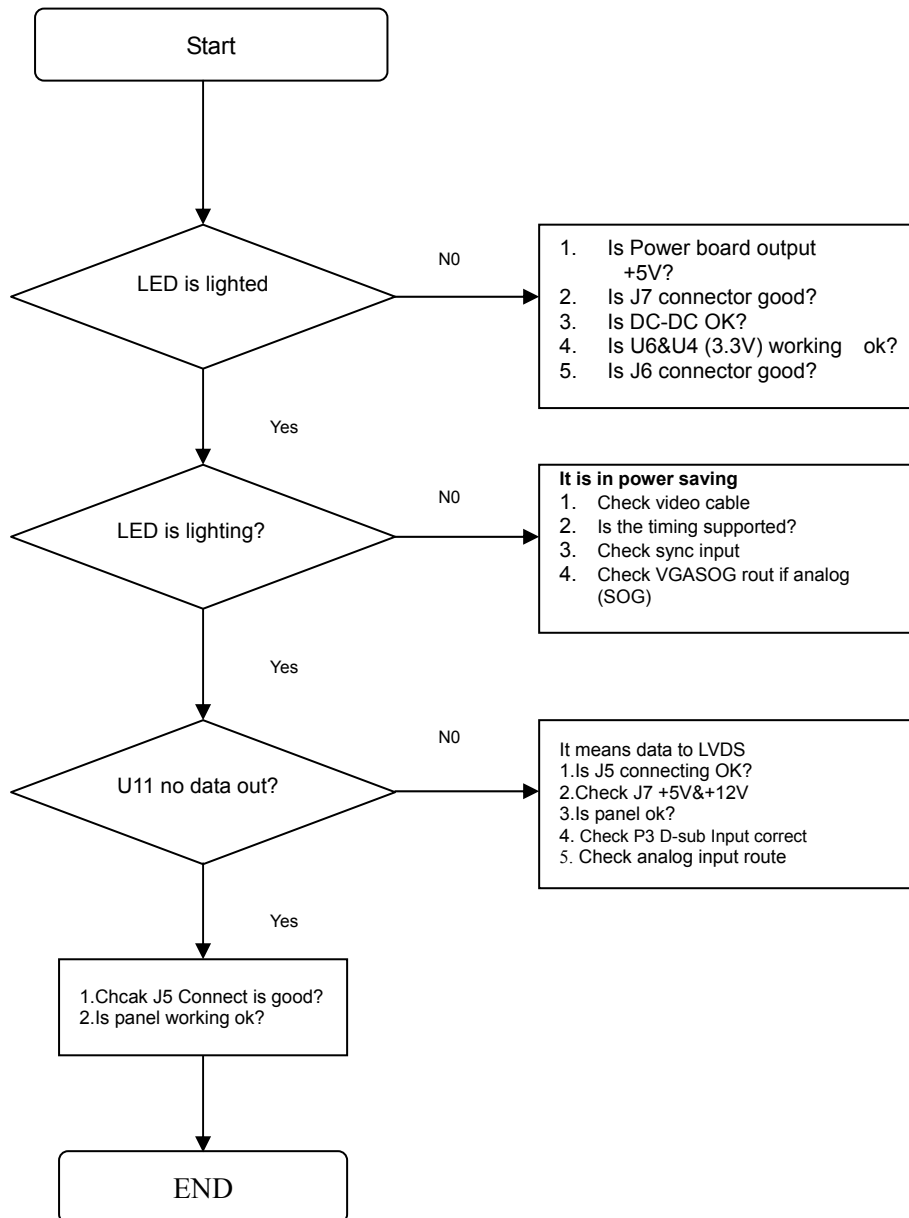 Start
LED is lighted
N0
1. Is Power board output
+5V?
2. Is J7 connector good?
3. Is DC-DC OK?
4. Is U6&U4 (3.3V) working ok?
5. Is J6 connector good?
Yes
LED is lighting?
N0
It is in power saving
1. Check video cable
2. Is the timing supported?
3. Check sync input
4. Check VGASOG rout if analog
(SOG)
Yes
U11 no data out?
N0
It means data to LVDS
1.Is J5 connecting OK?
2.Check J7 +5V&+12V
3.Is panel ok?
4. Check P3 D-sub Input correct
5. Check analog input route
Yes
1.Chcak J5 Connect is good?
2.Is panel working ok?
END